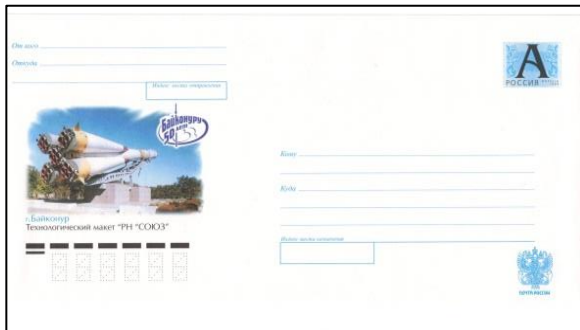 От кого
Откуда
Индекс места отправления
Байконуру
50 лет
г.Байконур
Технологический макет "РН "СОЮЗ"
А
РОССИЯ
Кому
Куда
Индекс места назначения
ПОЧТА РОССИИ